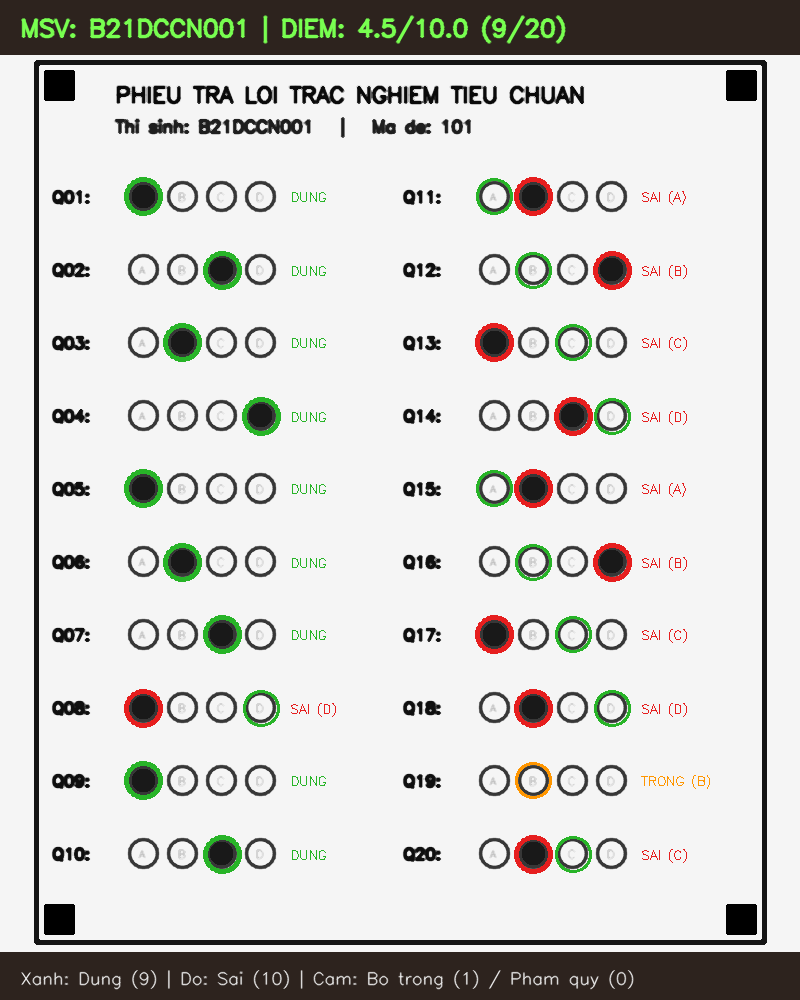 MSV: B21DCCN001 | DIEM: 4.5/10.0 (9/20)
PHIEU TRA LOI TRAC NGHIEM TIEU CHUAN
Thi sinh: B21DCCN001 | Ma de: 101
Q01: B C D DUNG
Q02: A B D DUNG
Q03: A C D DUNG
Q04: A B C DUNG
Q05: B C D DUNG
Q06: A C D DUNG
Q07: A B D DUNG
Q08: B C D SAI (D)
Q09: B C D DUNG
Q10: A B D DUNG
Q11: A C D SAI (A)
Q12: A B C SAI (B)
Q13: B C D SAI (C)
Q14: A B D SAI (D)
Q15: A C D SAI (A)
Q16: A B C SAI (B)
Q17: B C D SAI (C)
Q18: A C D SAI (D)
Q19: A B C D TRONG (B)
Q20: A C D SAI (C)
Xanh: Dung (9) | Do: Sai (10) | Cam: Bo trong (1) / Pham quy (0)